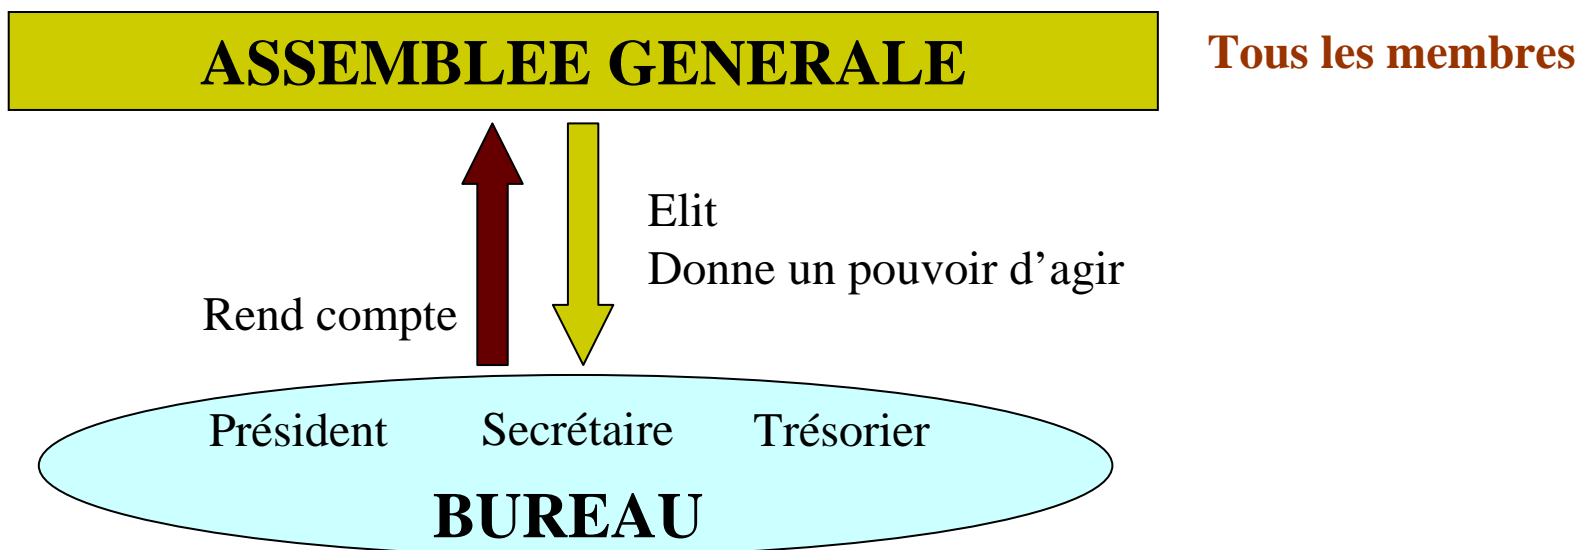 ASSEMBLEE GENERALE
Tous les membres
Elit
Donne un pouvoir d’agir
Rend compte
Président Secrétaire Trésorier
BUREAU